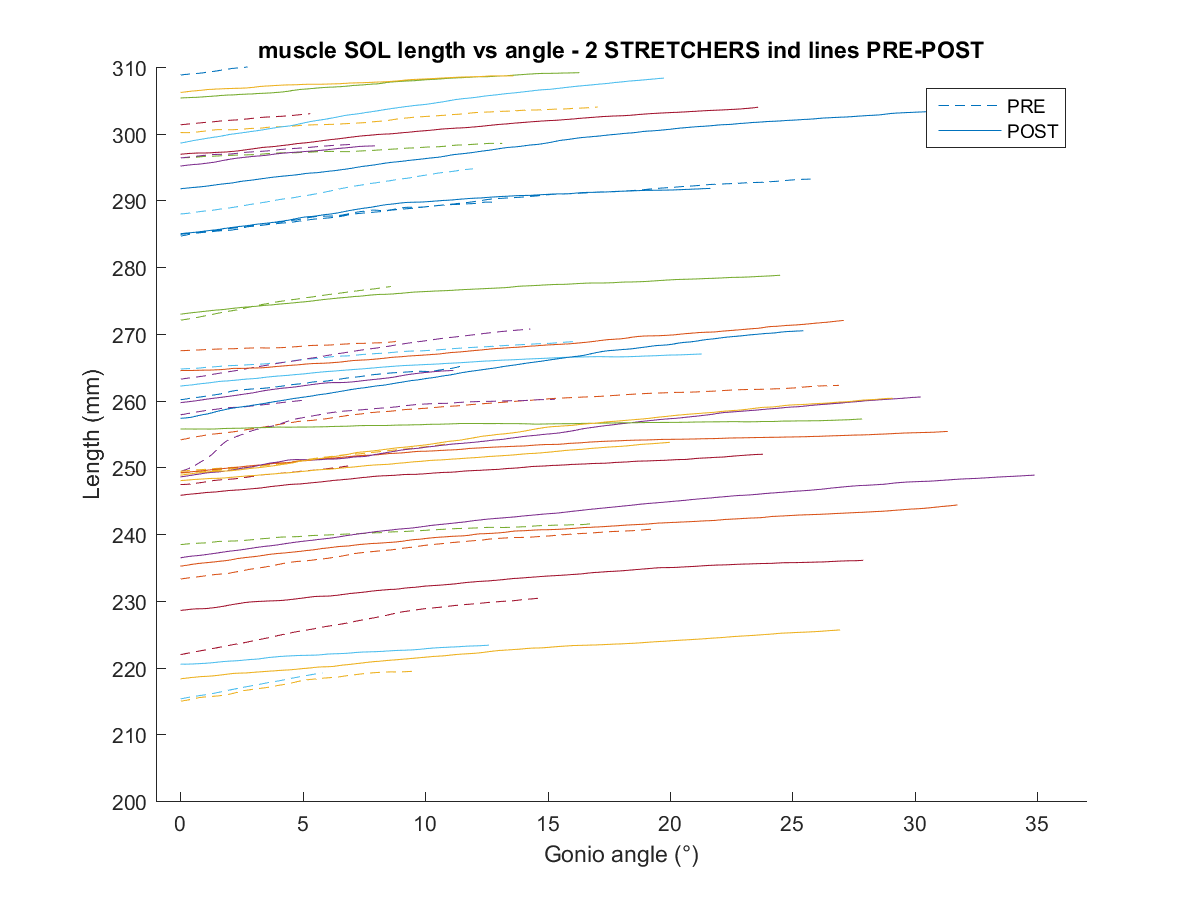 muscle SOL length vs angle - 2 STRETCHERS ind lines PRE-POST
310
300
290
280
270
260
250
240
230
220
210
200
Length (mm)
PRE
POST
0 5 10 15 20 25 30 35
Gonio angle (°)